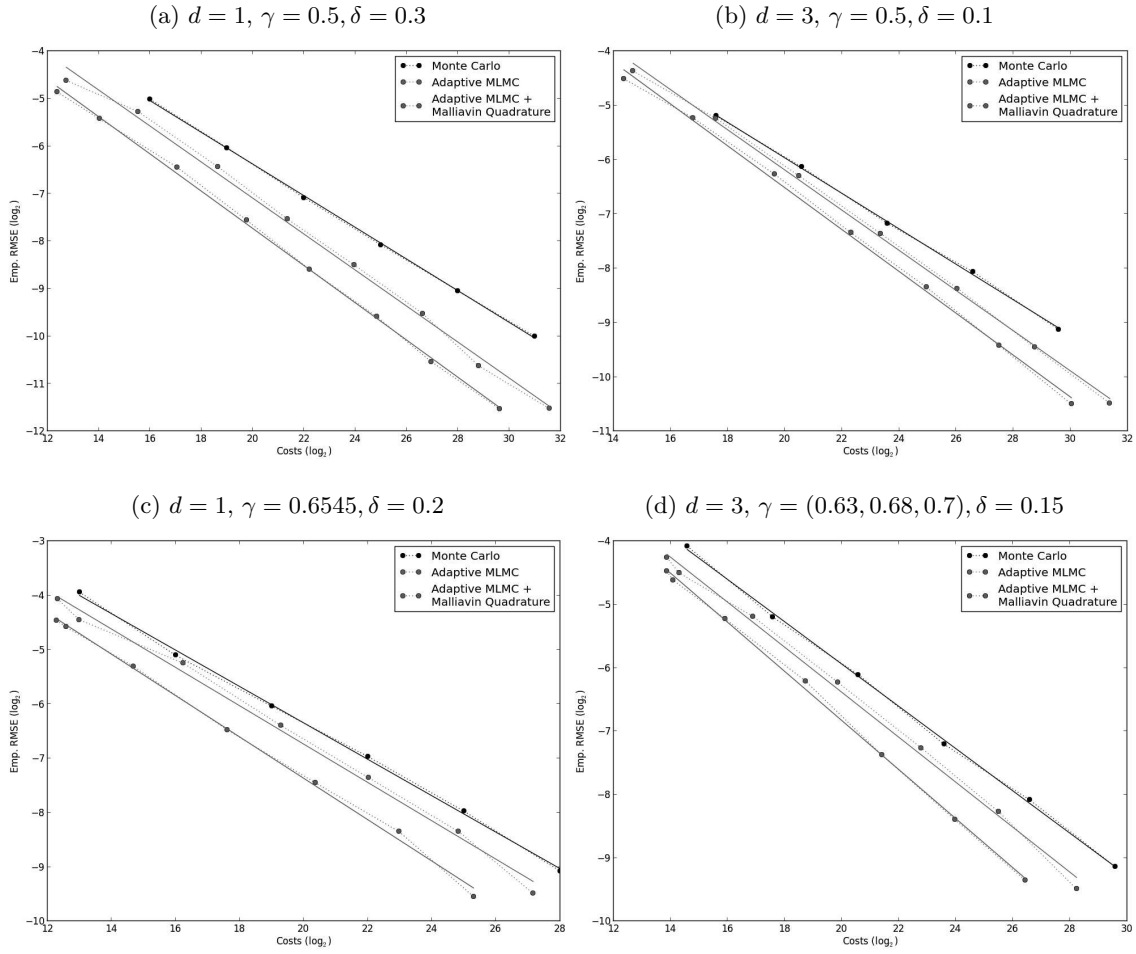 (a) d = 1, γ = 0.5, δ = 0.3
−4
−5
−6
−7
−8
−9
−10
−11
−12
Emp. RMSE (log₂)
Monte Carlo
Adaptive MLMC
Adaptive MLMC +
Malliavin Quadrature
12 14 16 18 20 22 24 26 28 30 32
Costs (log₂)
(b) d = 3, γ = 0.5, δ = 0.1
−4
−5
−6
−7
−8
−9
−10
−11
Emp. RMSE (log₂)
Monte Carlo
Adaptive MLMC
Adaptive MLMC +
Malliavin Quadrature
14 16 18 20 22 24 26 28 30 32
Costs (log₂)
(c) d = 1, γ = 0.6545, δ = 0.2
−3
−4
−5
−6
−7
−8
−9
−10
Emp. RMSE (log₂)
Monte Carlo
Adaptive MLMC
Adaptive MLMC +
Malliavin Quadrature
12 14 16 18 20 22 24 26 28
Costs (log₂)
(d) d = 3, γ = (0.63, 0.68, 0.7), δ = 0.15
−4
−5
−6
−7
−8
−9
−10
Emp. RMSE (log₂)
Monte Carlo
Adaptive MLMC
Adaptive MLMC +
Malliavin Quadrature
12 14 16 18 20 22 24 26 28 30
Costs (log₂)